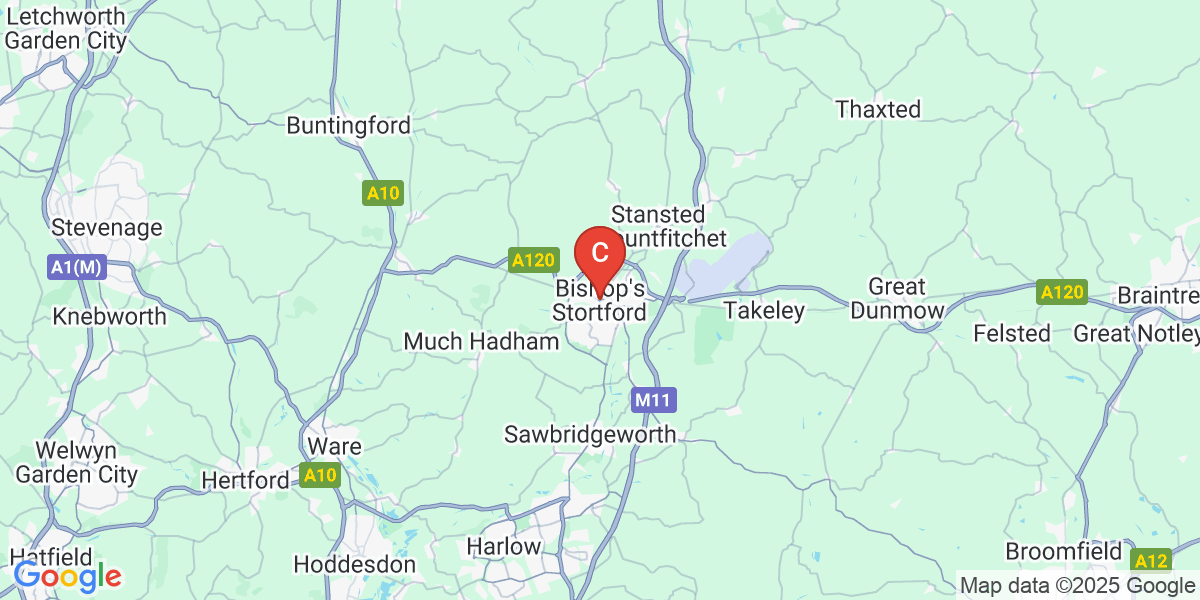 Letchworth
Garden City
Buntingford
Thaxted
A10
Stevenage
Stansted
untfitchet
A1(M)
A120
C
Bishop's
Stortford
Takeley
Great
Dunmow
A120
Braintre
Knebworth
Much Hadham
Felsted
Great Notley
M11
Ware
Sawbridgeworth
Welwyn
Garden City
Hertford
A10
Harlow
Hoddesdon
Hatfield
Broomfield
A12
Google
Map data ©2025 Google